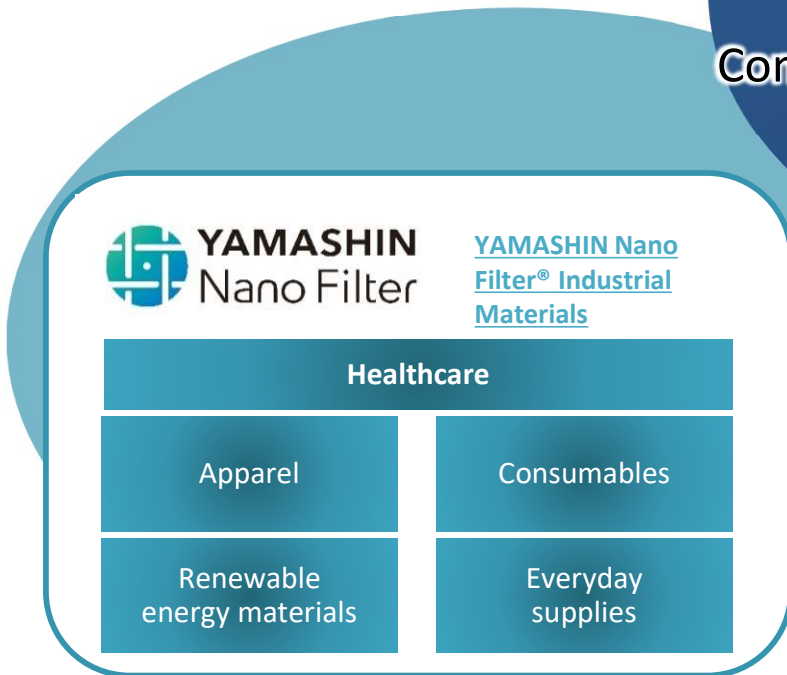 Con
YAMASHIN
Nano Filter
YAMASHIN Nano
Filter® Industrial
Materials
Healthcare
Apparel
Consumables
Renewable
energy materials
Everyday
supplies